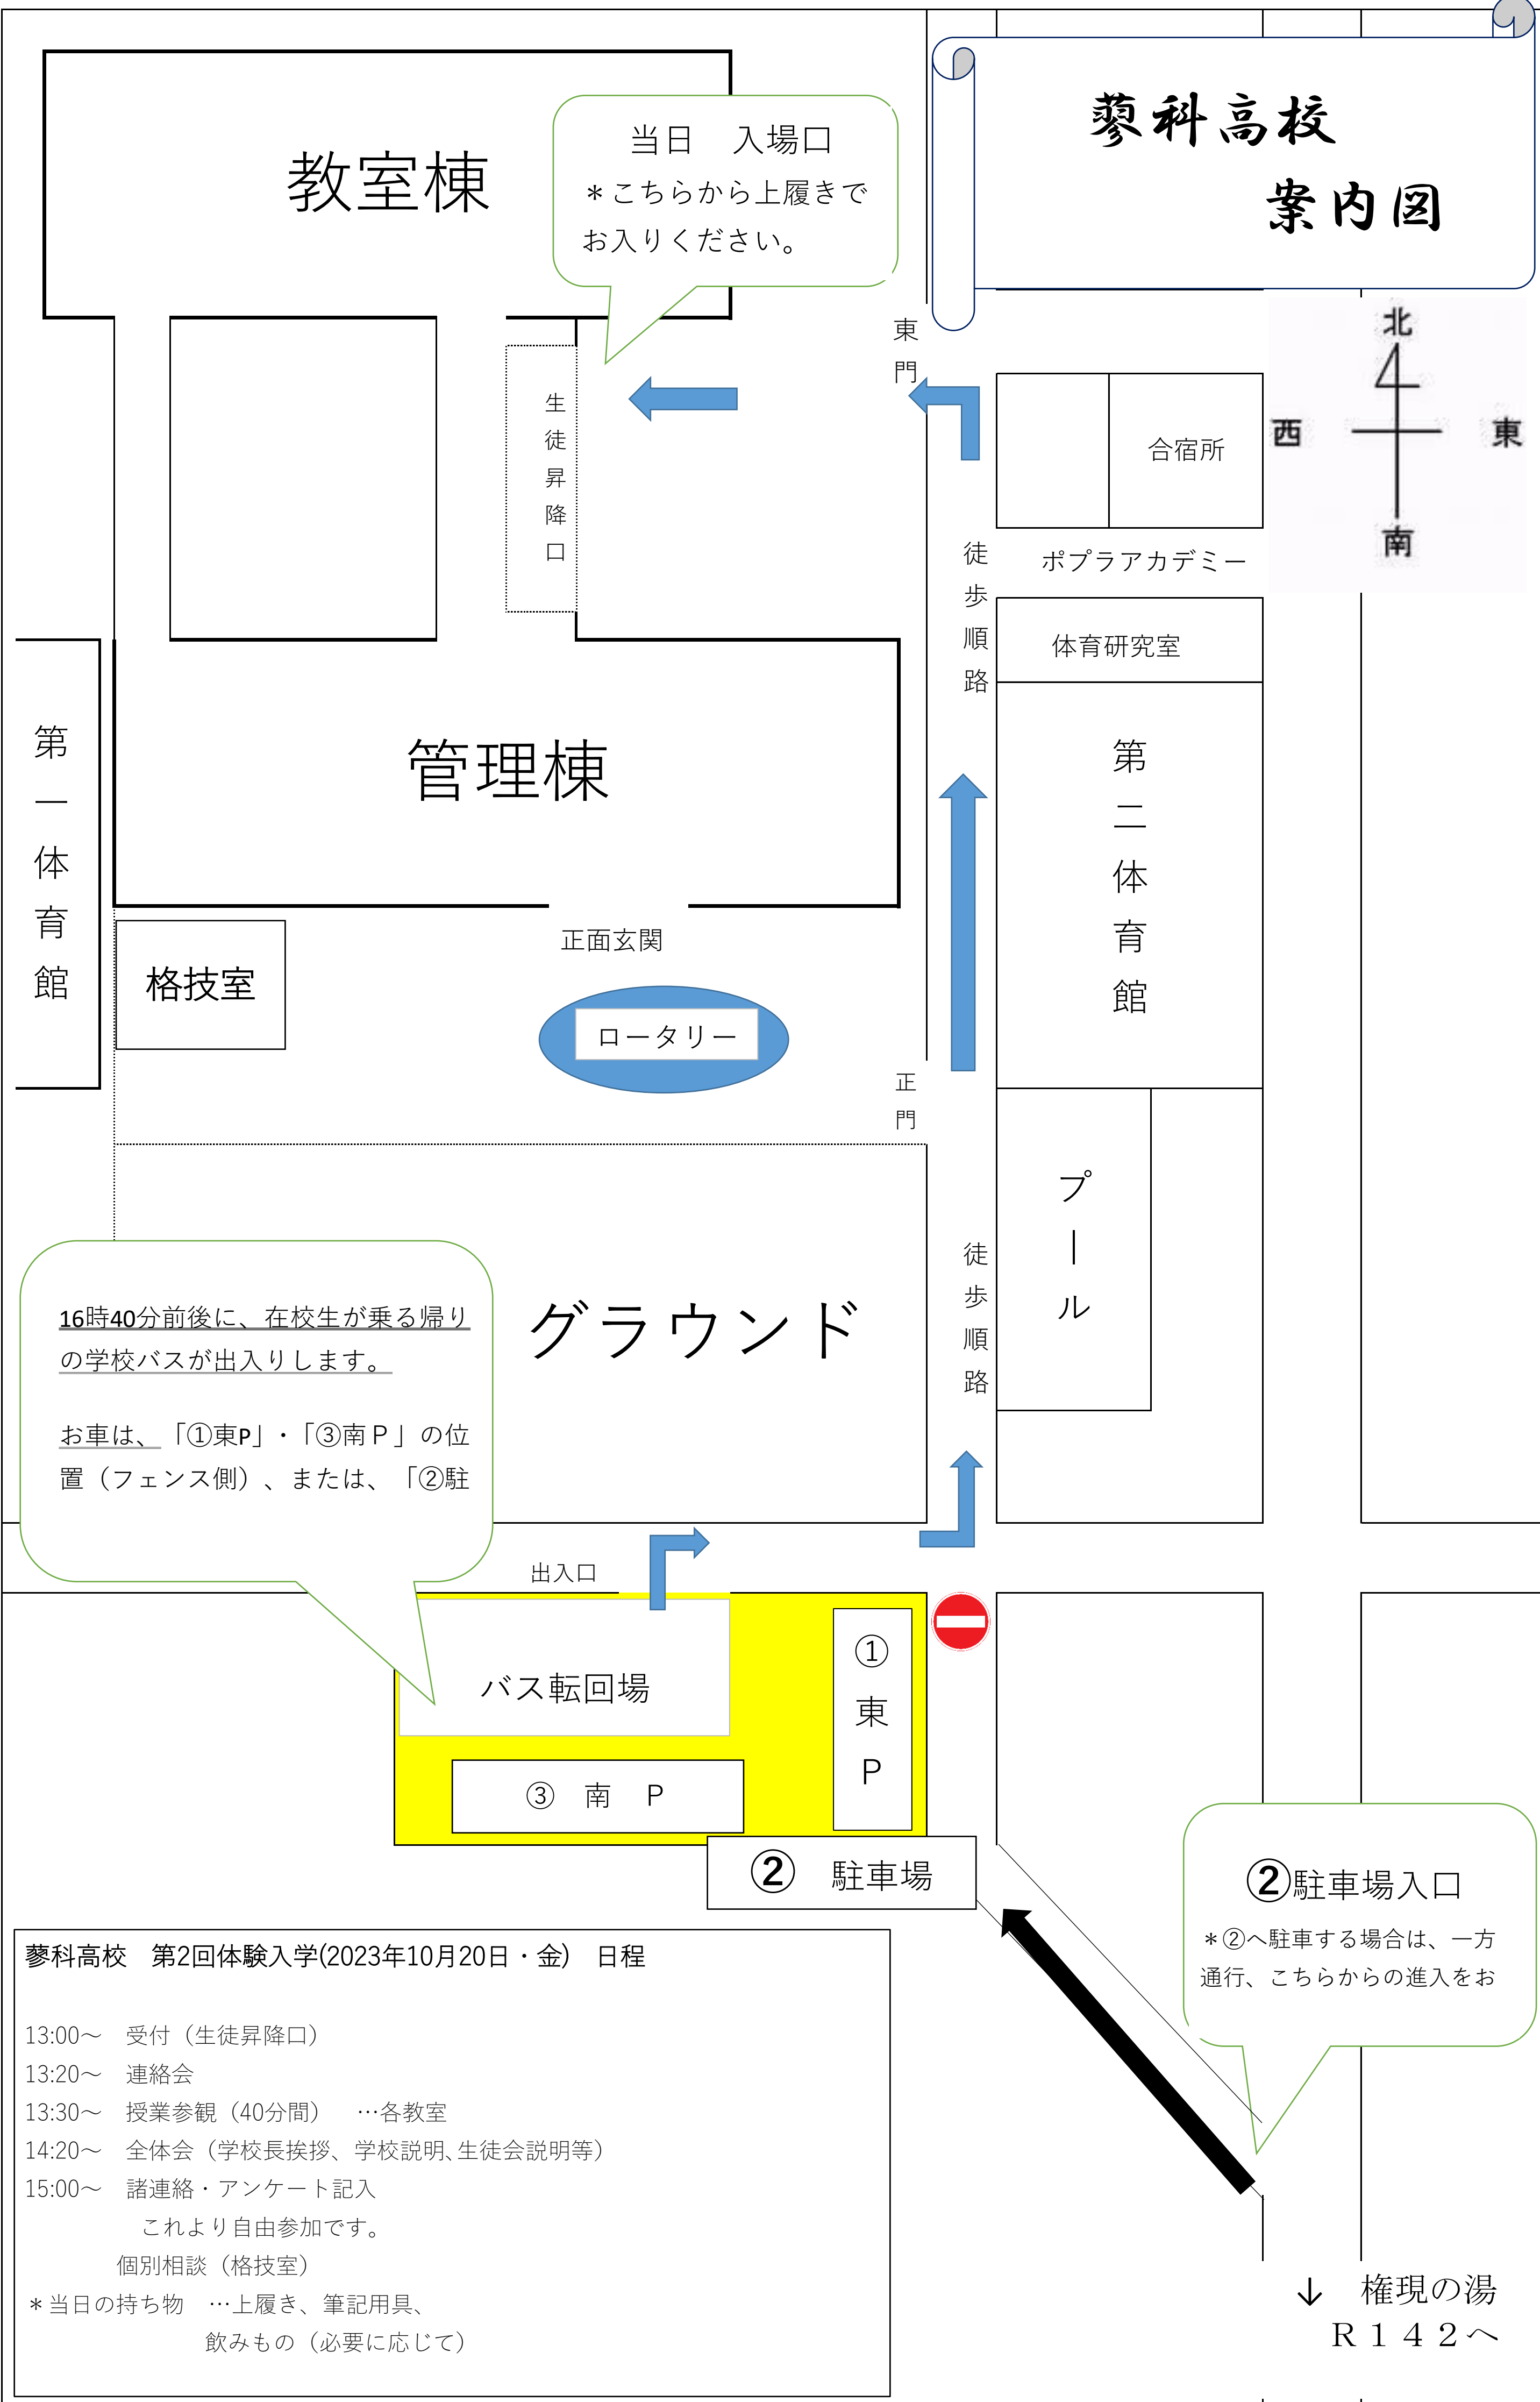 蓼科高校
案内図
教室棟
当日　入場口
＊こちらから上履きで
お入りください。
北
西
東
南
東門
生徒昇降口
合宿所
ポプラアカデミー
徒歩順路
体育研究室
第一体育館
管理棟
第二体育館
正面玄関
格技室
ロータリー
正門
プール
徒歩順路
グラウンド
16時40分前後に、在校生が乗る帰り
の学校バスが出入りします。
お車は、「①東P」・「③南Ｐ」の位
置（フェンス側）、または、「②駐
出入口
バス転回場
①東Ｐ
③　南　Ｐ
②　駐車場
②駐車場入口
＊②へ駐車する場合は、一方
通行、こちらからの進入をお
蓼科高校　第2回体験入学(2023年10月20日・金)　日程
13:00～　受付（生徒昇降口）
13:20～　連絡会
13:30～　授業参観（40分間）　…各教室
14:20～　全体会（学校長挨拶、学校説明、生徒会説明等）
15:00～　諸連絡・アンケート記入
これより自由参加です。
個別相談（格技室）
＊当日の持ち物　…上履き、筆記用具、
飲みもの（必要に応じて）
↓　権現の湯
Ｒ１４２へ